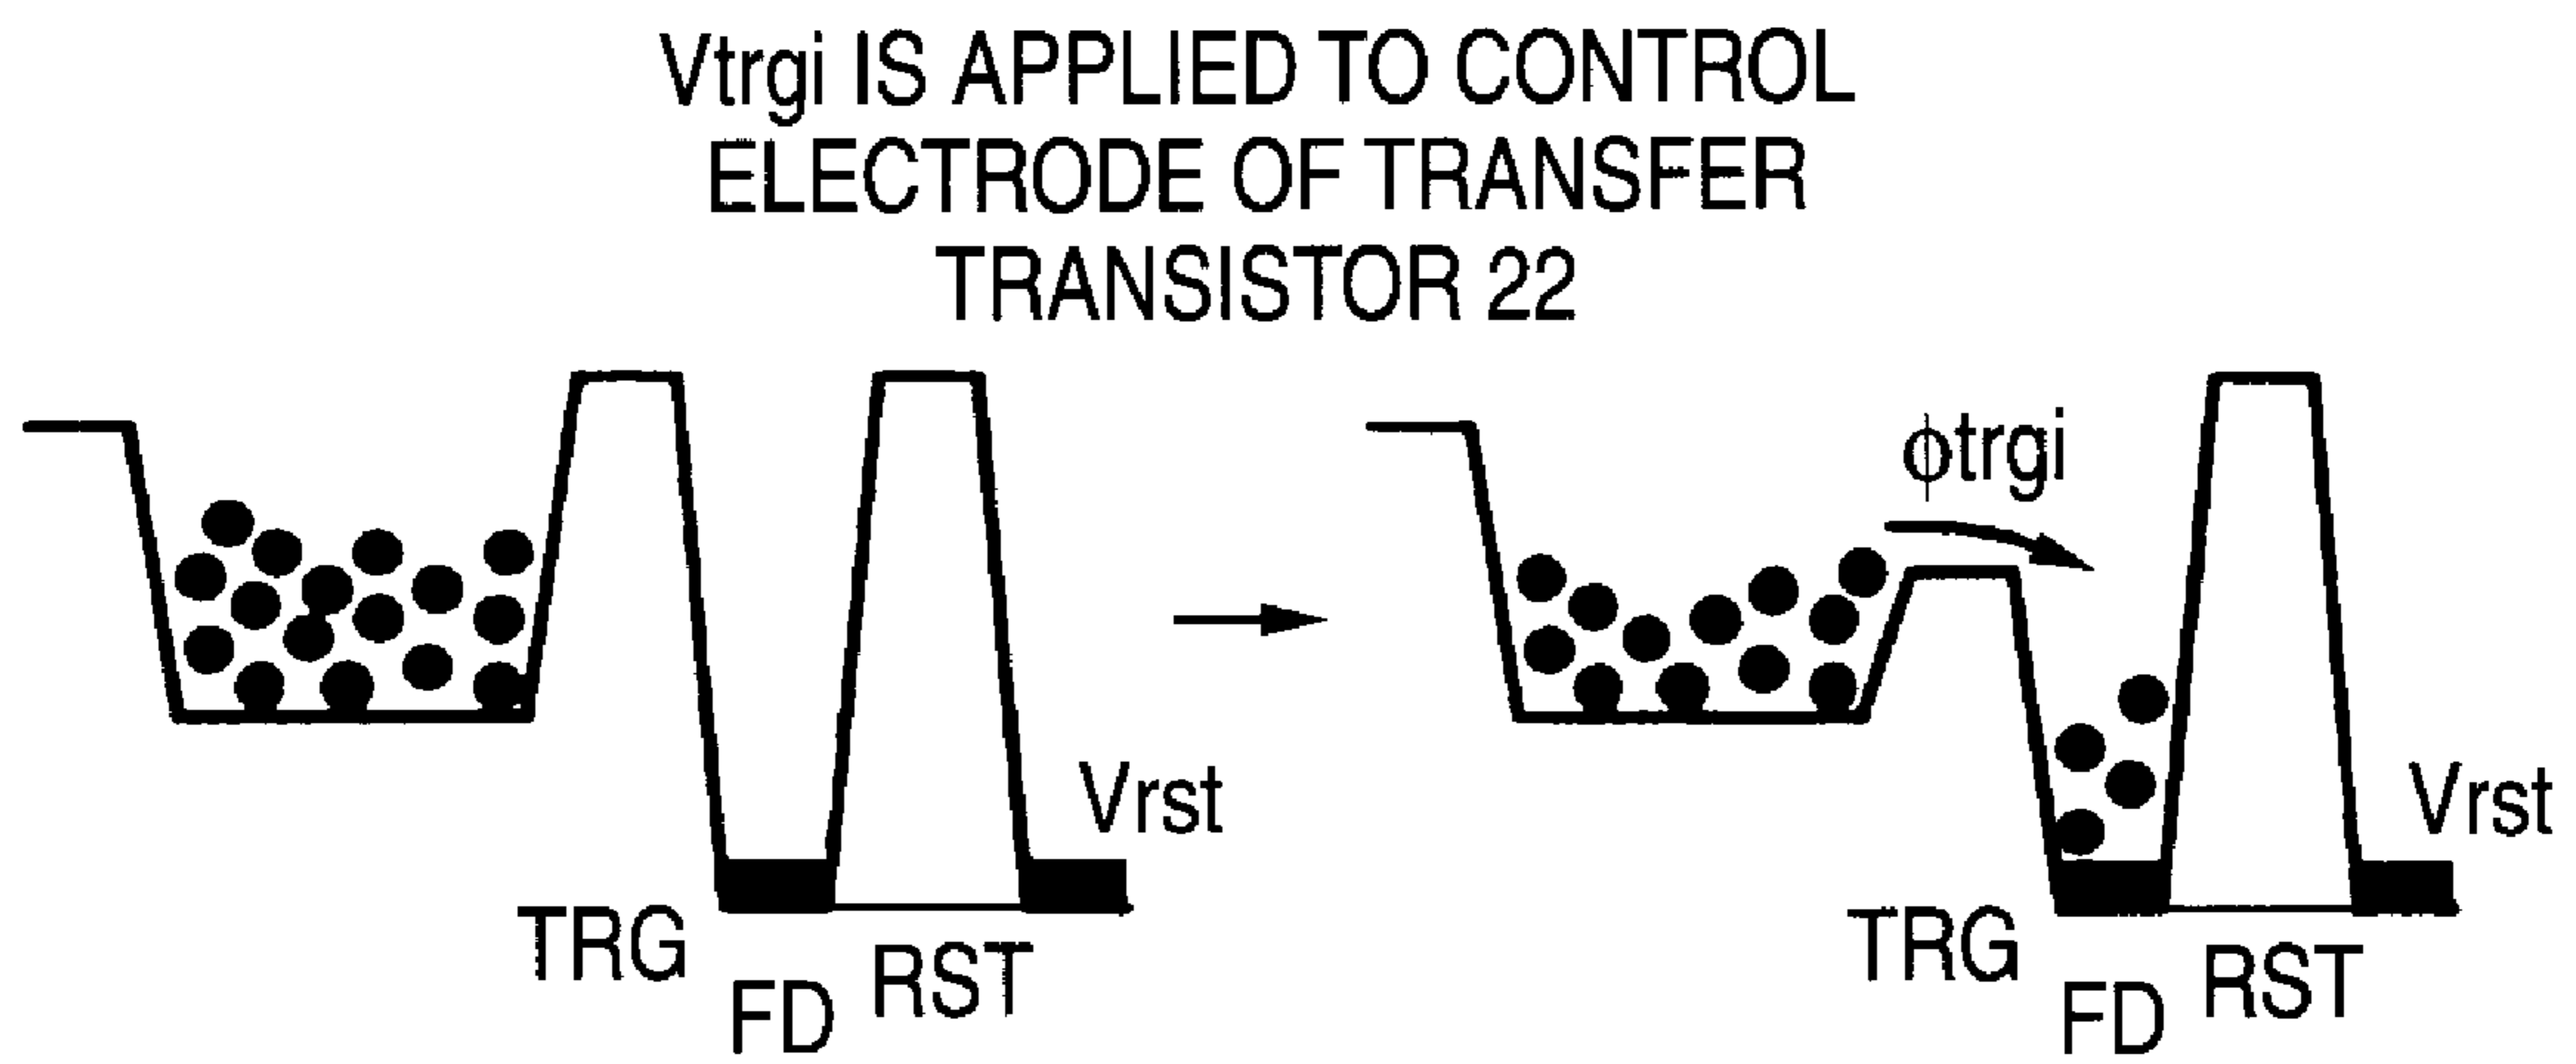 Vtrgi IS APPLIED TO CONTROL
ELECTRODE OF TRANSFER
TRANSISTOR 22
ϕtrgi
Vrst
Vrst
TRG
FD
RST
TRG
FD
RST